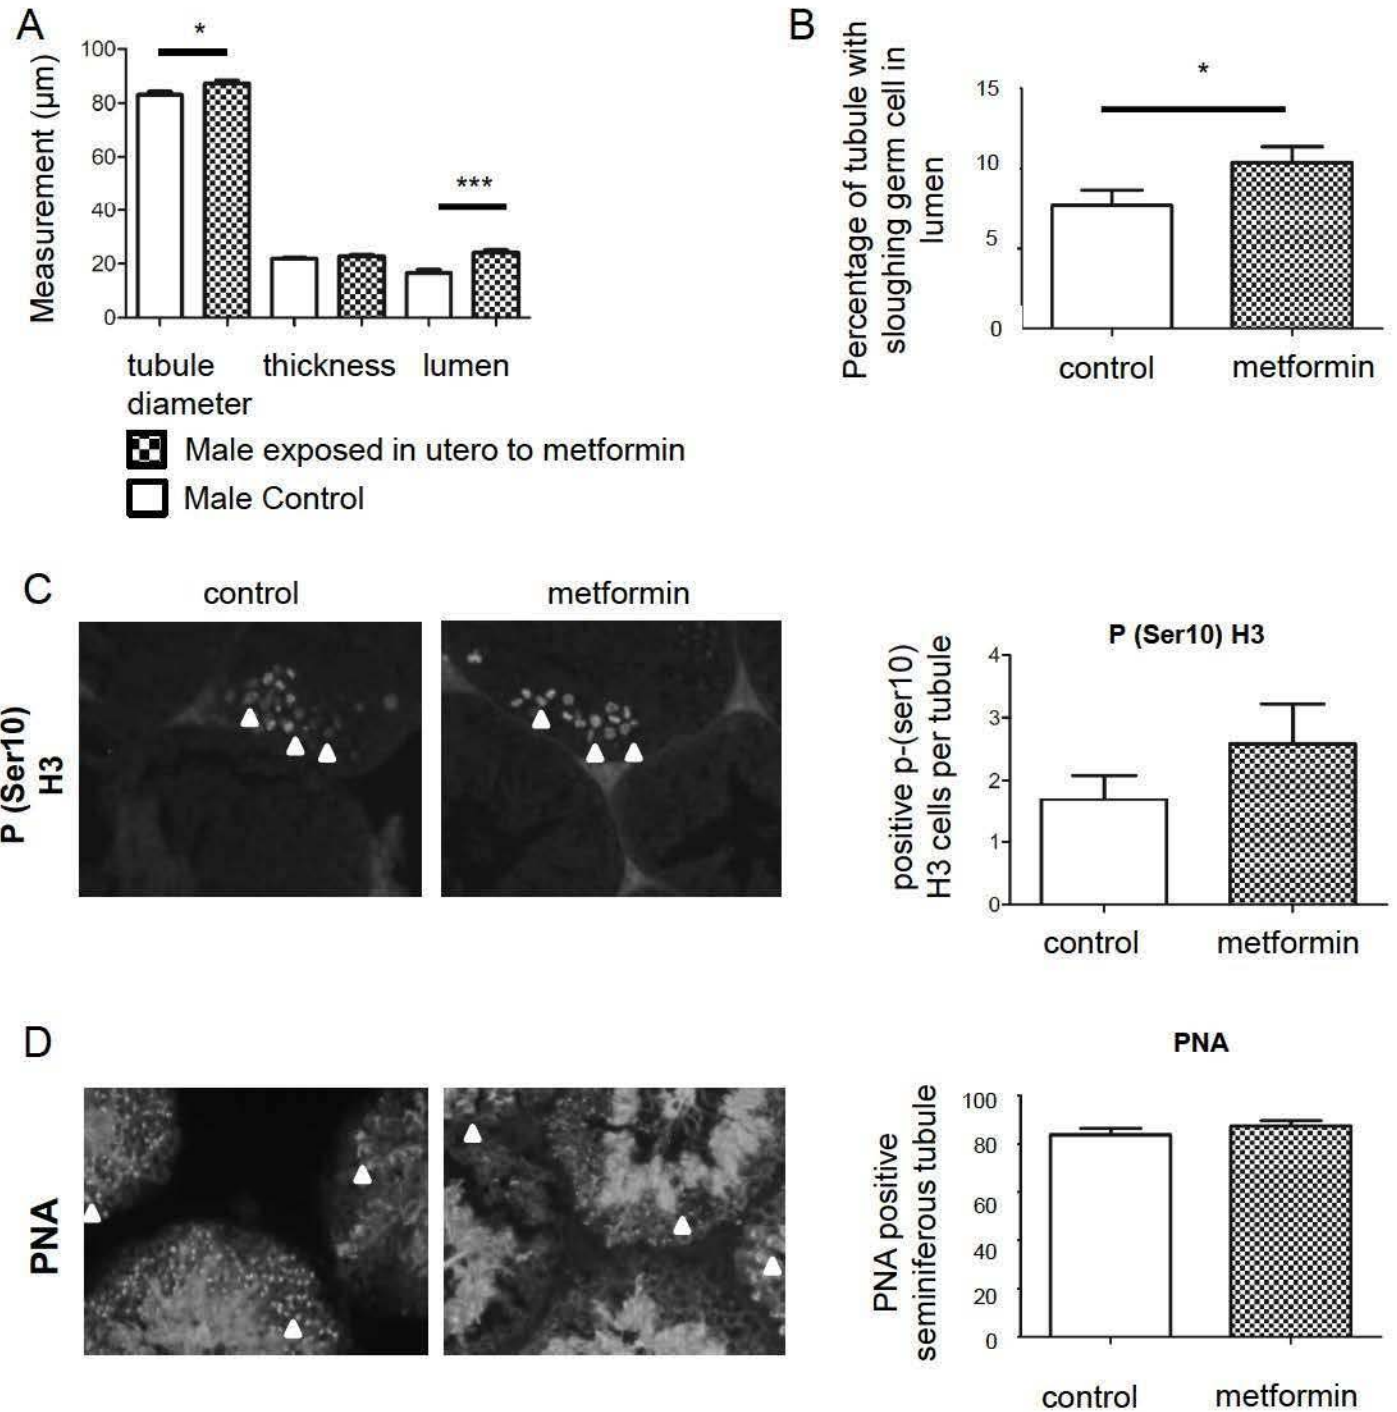 A
*
100
80
60
40
20
0
Measurement (µm)
***
tubule
diameter
thickness
lumen
Male exposed in utero to metformin
Male Control
B
Percentage of tubule with
sloughing germ cell in
lumen
*
15
10
5
0
control
metformin
C
control
metformin
P (Ser10)
H3
P (Ser10) H3
positive p-(ser10)
H3 cells per tubule
4
3
2
1
0
control
metformin
D
PNA
PNA
PNA positive
seminiferous tubule
100
80
60
40
20
0
control
metformin